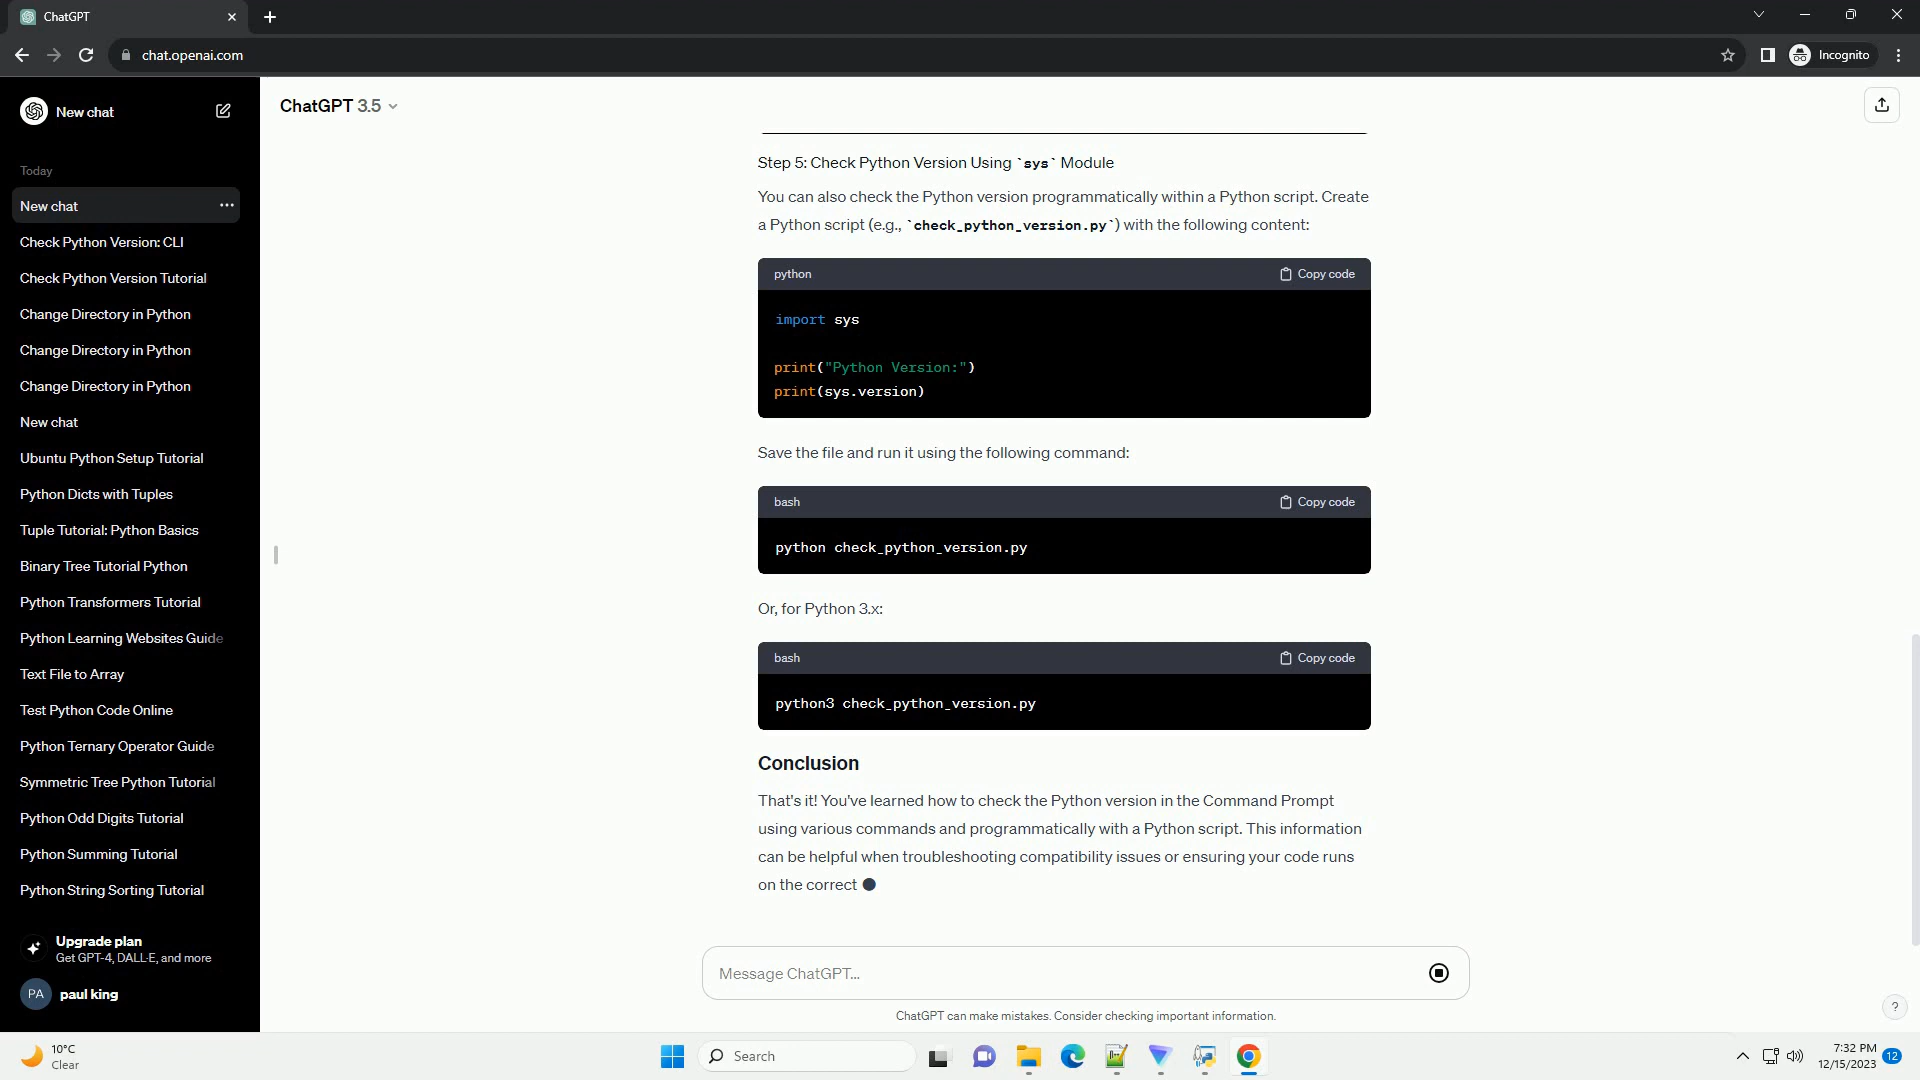 ChatGPT
chat.openai.com
Incognito
New chat
Today
New chat
Check Python Version: CLI
Check Python Version Tutorial
Change Directory in Python
Change Directory in Python
Change Directory in Python
New chat
Ubuntu Python Setup Tutorial
Python Dicts with Tuples
Tuple Tutorial: Python Basics
Binary Tree Tutorial Python
Python Transformers Tutorial
Python Learning Websites Guide
Text File to Array
Test Python Code Online
Python Ternary Operator Guide
Symmetric Tree Python Tutorial
Python Odd Digits Tutorial
Python Summing Tutorial
Python String Sorting Tutorial
Upgrade plan
Get GPT-4, DALL·E, and more
PA
paul king
ChatGPT 3.5
Step 5: Check Python Version Using `sys` Module
You can also check the Python version programmatically within a Python script. Create
a Python script (e.g., `check_python_version.py`) with the following content:
python Copy code
import sys
print("Python Version:")
print(sys.version)
Save the file and run it using the following command:
bash Copy code
python check_python_version.py
Or, for Python 3.x:
bash Copy code
python3 check_python_version.py
Conclusion
That's it! You've learned how to check the Python version in the Command Prompt
using various commands and programmatically with a Python script. This information
can be helpful when troubleshooting compatibility issues or ensuring your code runs
on the correct
Message ChatGPT...
ChatGPT can make mistakes. Consider checking important information.
?
10°C
Clear
Search
7:32 PM
12/15/2023
12